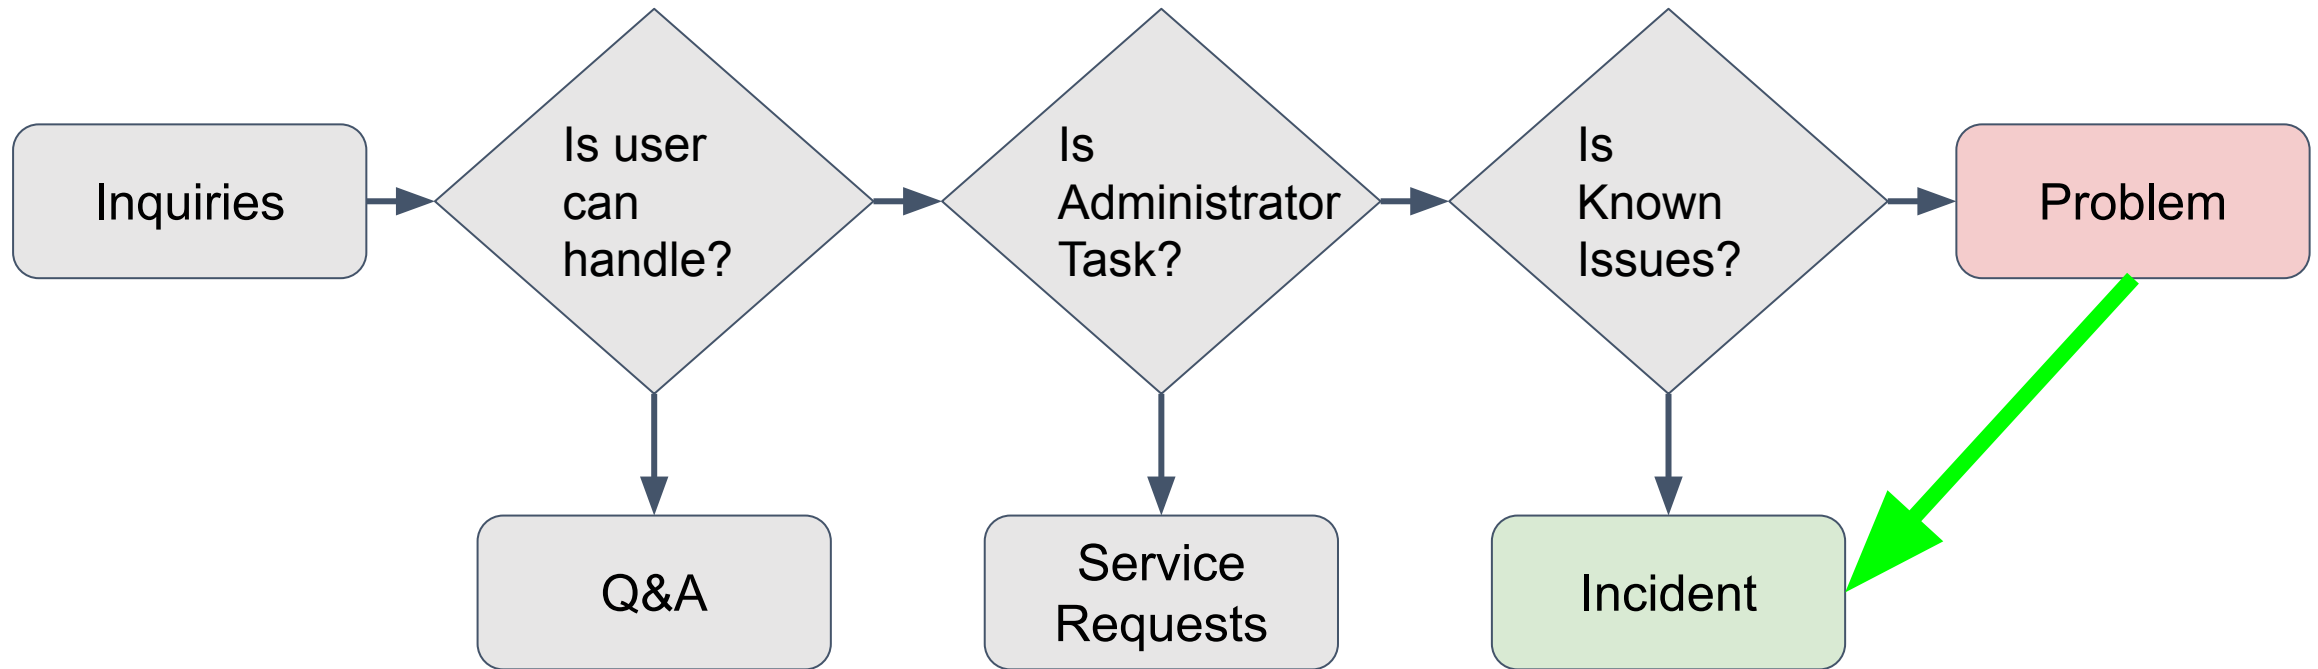 Inquiries
Is user
can
handle?
Is
Administrator
Task?
Is
Known
Issues?
Problem
Q&A
Service
Requests
Incident